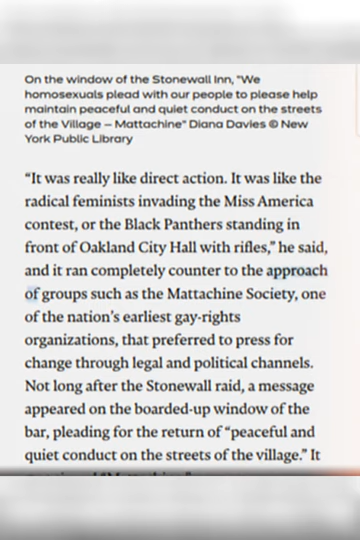 On the window of the Stonewall Inn, "We
homosexuals plead with our people to please help
maintain peaceful and quiet conduct on the streets
of the Village – Mattachine" Diana Davies © New
York Public Library
“It was really like direct action. It was like the
radical feminists invading the Miss America
contest, or the Black Panthers standing in
front of Oakland City Hall with rifles,” he said,
and it ran completely counter to the approach
of groups such as the Mattachine Society, one
of the nation’s earliest gay-rights
organizations, that preferred to press for
change through legal and political channels.
Not long after the Stonewall raid, a message
appeared on the boarded-up window of the
bar, pleading for the return of “peaceful and
quiet conduct on the streets of the village.” It